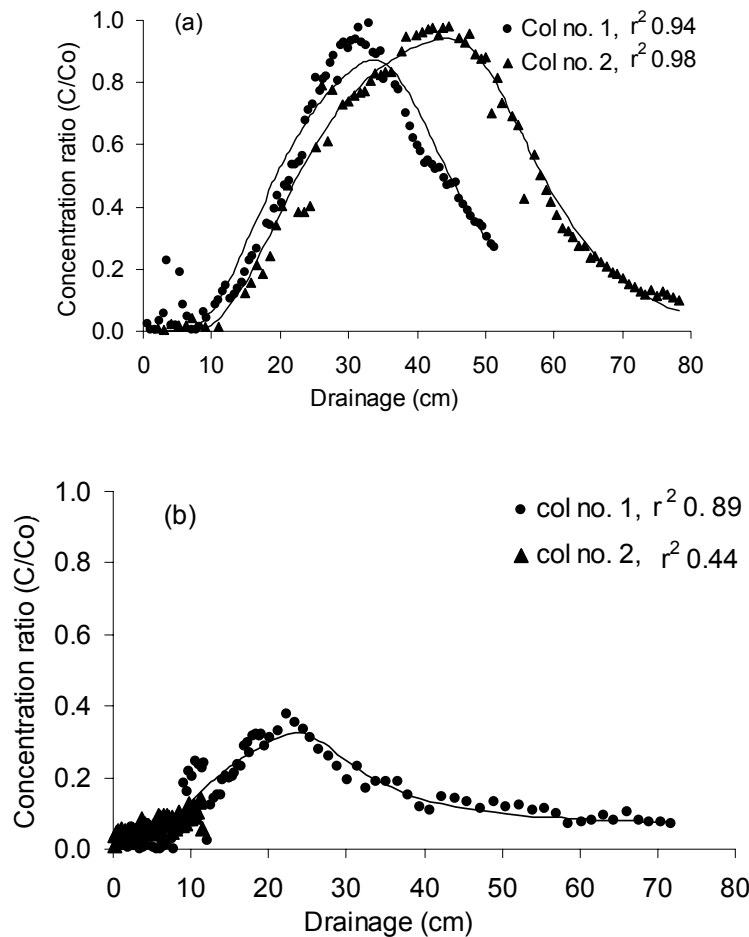 (a)
Col no. 1, r² 0.94
Col no. 2, r² 0.98
Concentration ratio (C/Co)
1.0
0.8
0.6
0.4
0.2
0.0
0 10 20 30 40 50 60 70 80
Drainage (cm)
(b)
col no. 1, r² 0.89
col no. 2, r² 0.44
Concentration ratio (C/Co)
1.0
0.8
0.6
0.4
0.2
0.0
0 10 20 30 40 50 60 70 80
Drainage (cm)